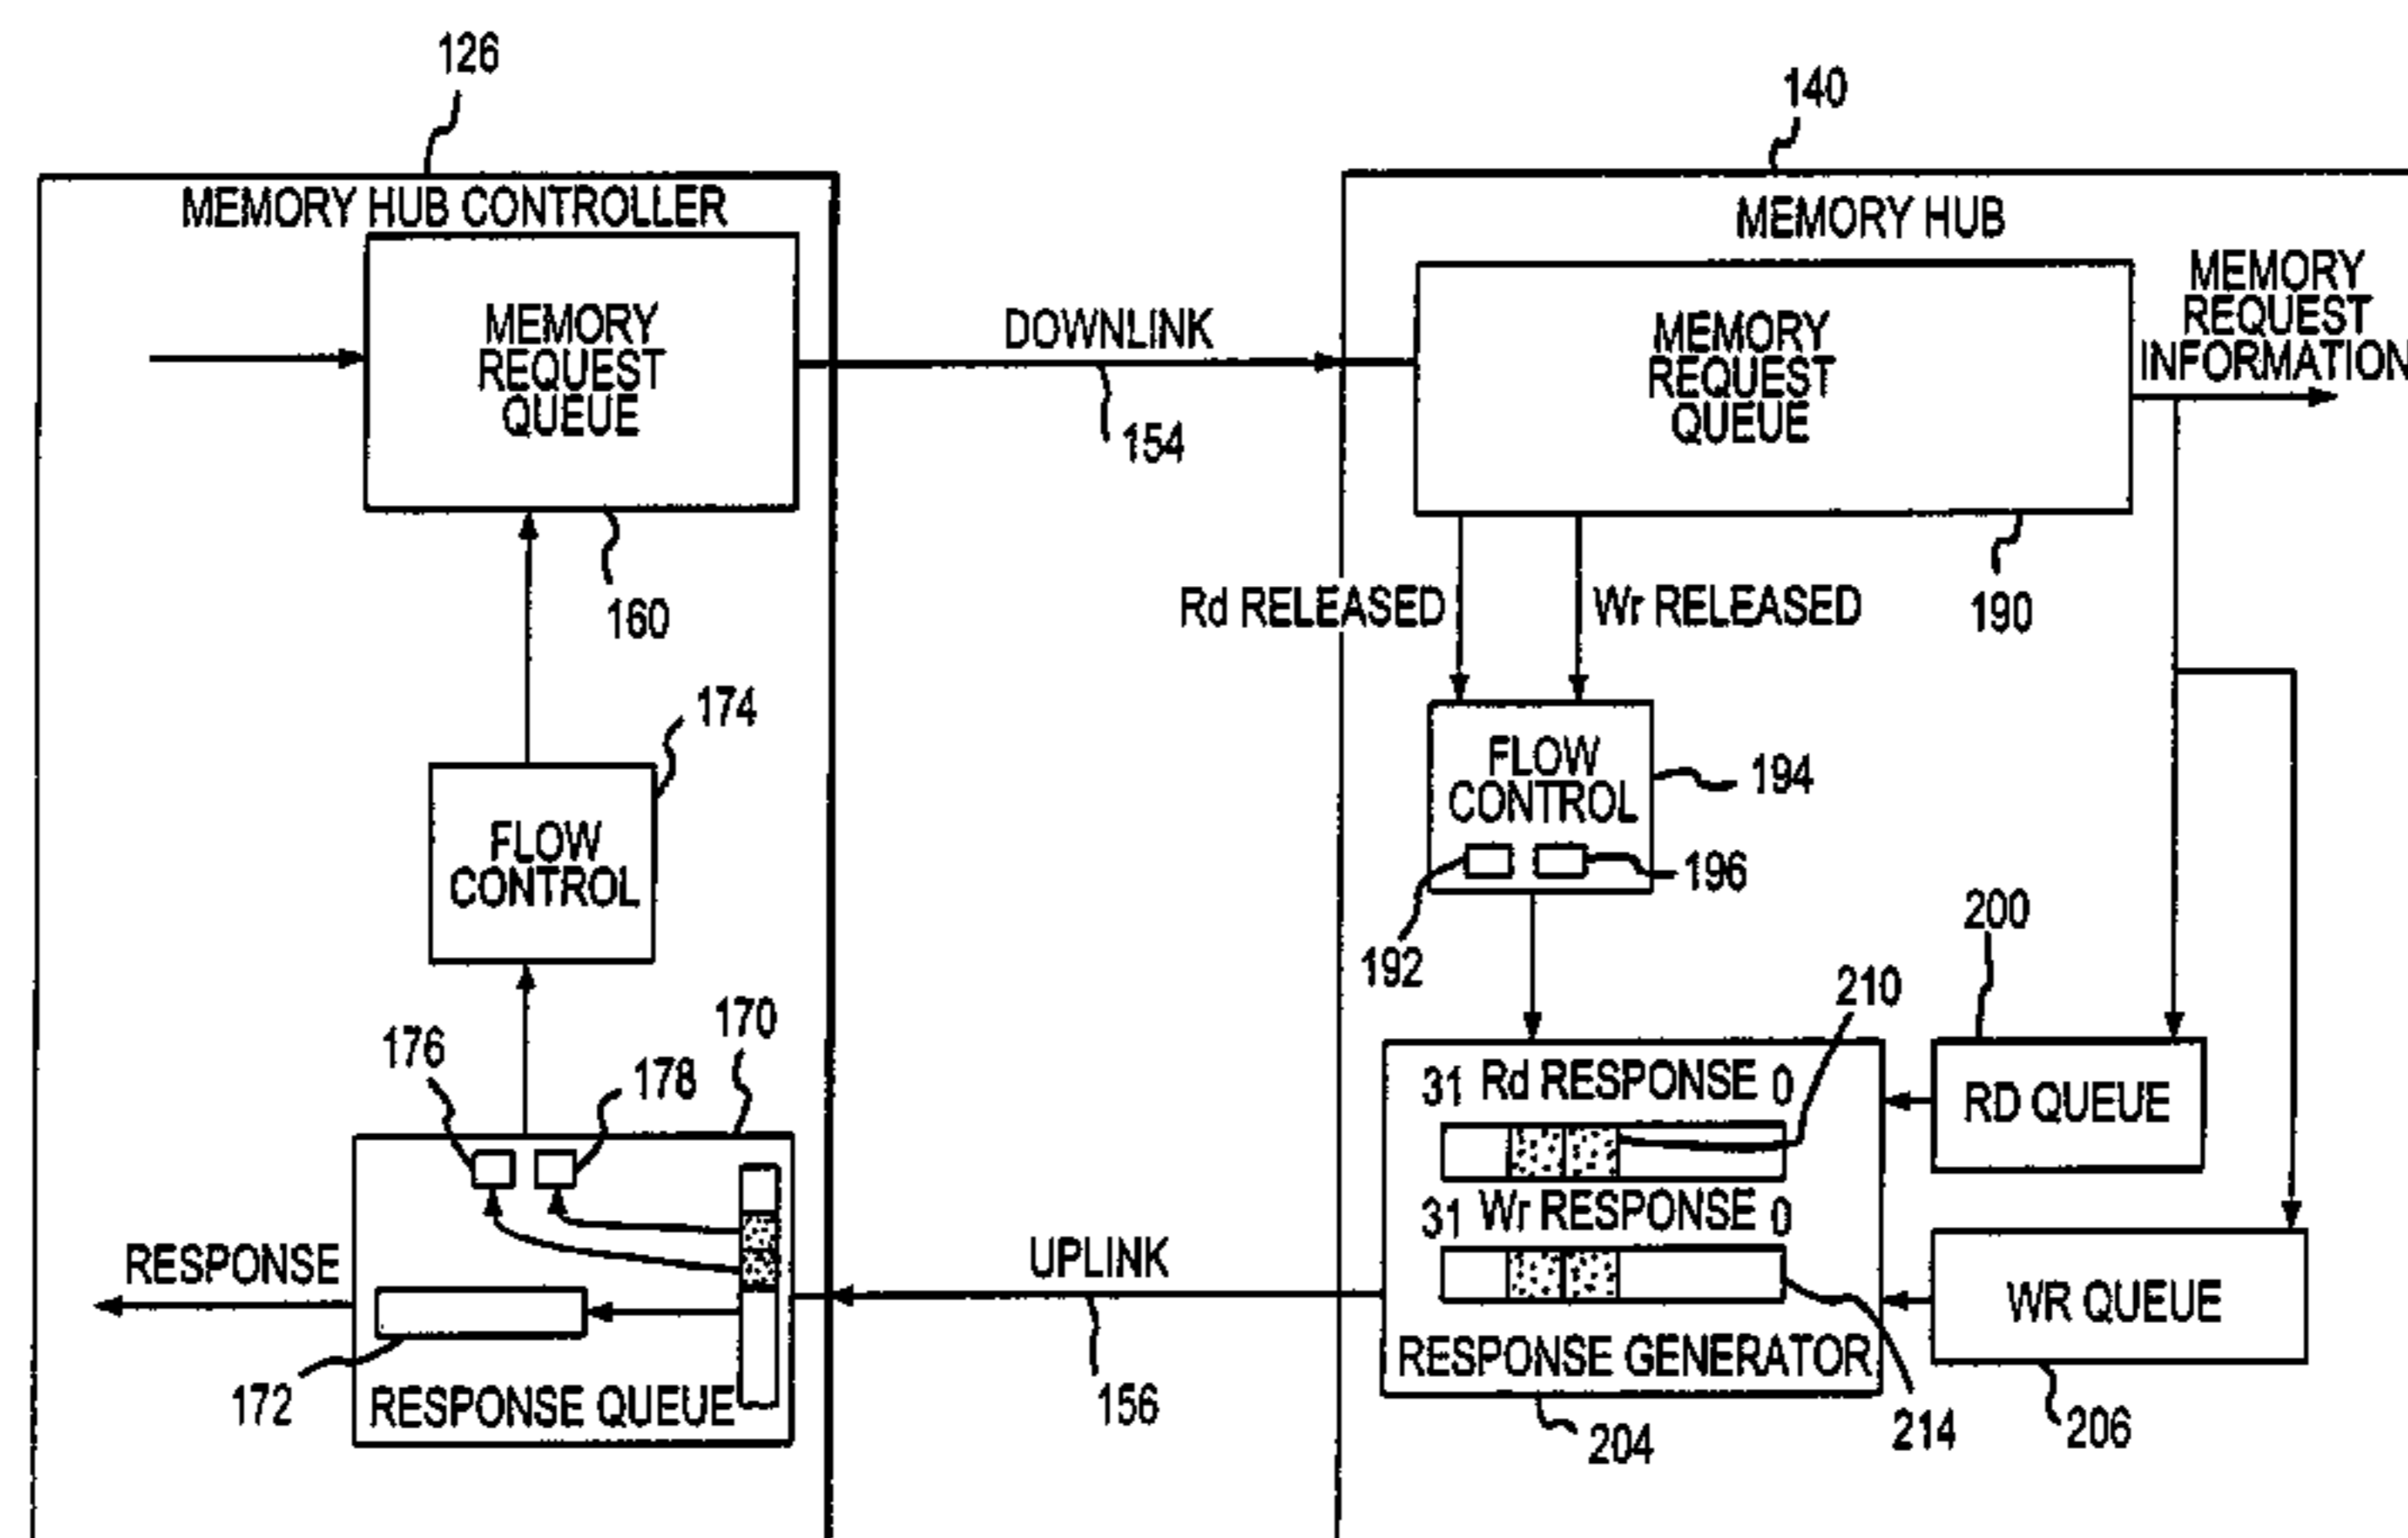 126
140
MEMORY HUB CONTROLLER
MEMORY HUB
MEMORY
REQUEST
QUEUE
DOWNLINK
154
MEMORY
REQUEST
QUEUE
MEMORY
REQUEST
INFORMATION
160
Rd RELEASED
Wr RELEASED
190
174
FLOW
CONTROL
FLOW
CONTROL
194
192
196
200
210
176
178
170
31 Rd RESPONSE 0
RD QUEUE
31 Wr RESPONSE 0
RESPONSE
UPLINK
WR QUEUE
172
RESPONSE QUEUE
156
RESPONSE GENERATOR
204
214
206